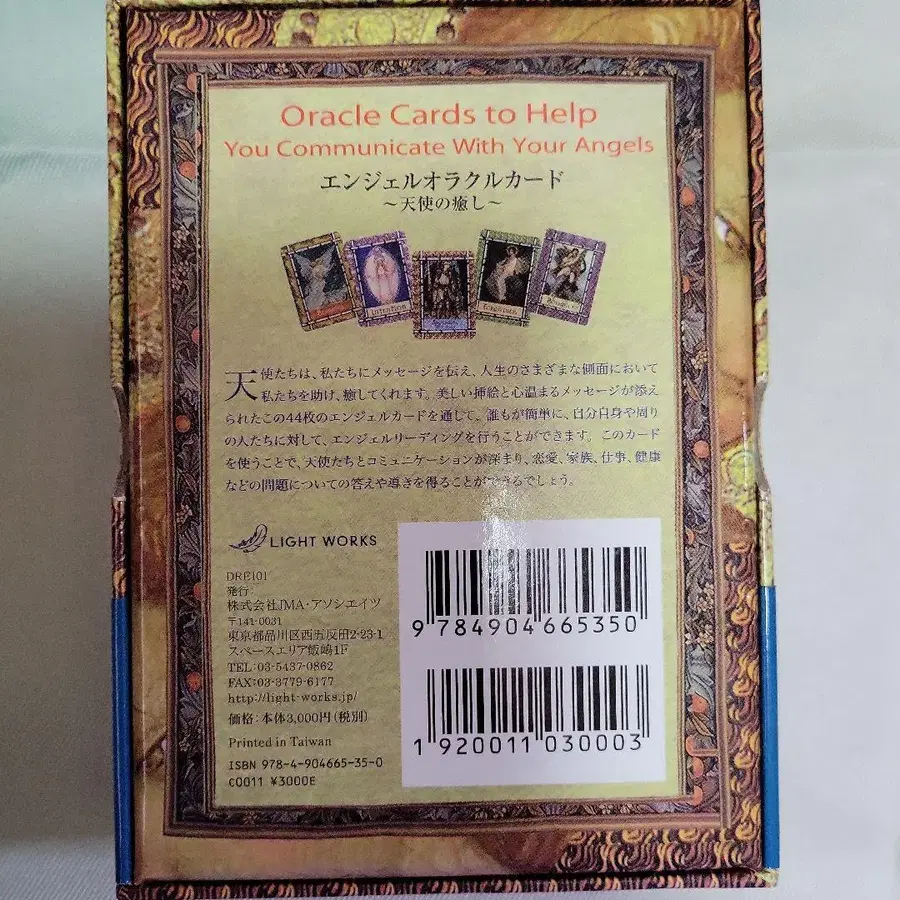 Oracle Cards to Help
You Communicate With Your Angels
エンジェルオラクルカード
～天使の癒し～
Intention
天使たちは、私たちにメッセージを伝え、人生のさまざまな側面において
私たちを助け、癒してくれます。美しい挿絵と心温まるメッセージが添え
られたこの44枚のエンジェルカードを通して、誰もが簡単に、自分自身や周り
の人たちに対して、エンジェルリーディングを行うことができます。このカード
を使うことで、天使たちとコミュニケーションが深まり、恋愛、家族、仕事、健康
などの問題についての答えや導きを得ることができるでしょう。
LIGHT WORKS
DRE101
発行:
株式会社JMA・アソシエイツ
〒141-0031
東京都品川区西五反田2-23-1
スペースエリア飯嶋1F
TEL:03-5437-0862
FAX:03-3779-6177
http://light-works.jp/
価格:本体3,000円(税別)
Printed in Taiwan
ISBN 978-4-904665-35-0
C0011 ¥3000E
9 784904 665350
1 920011 030003